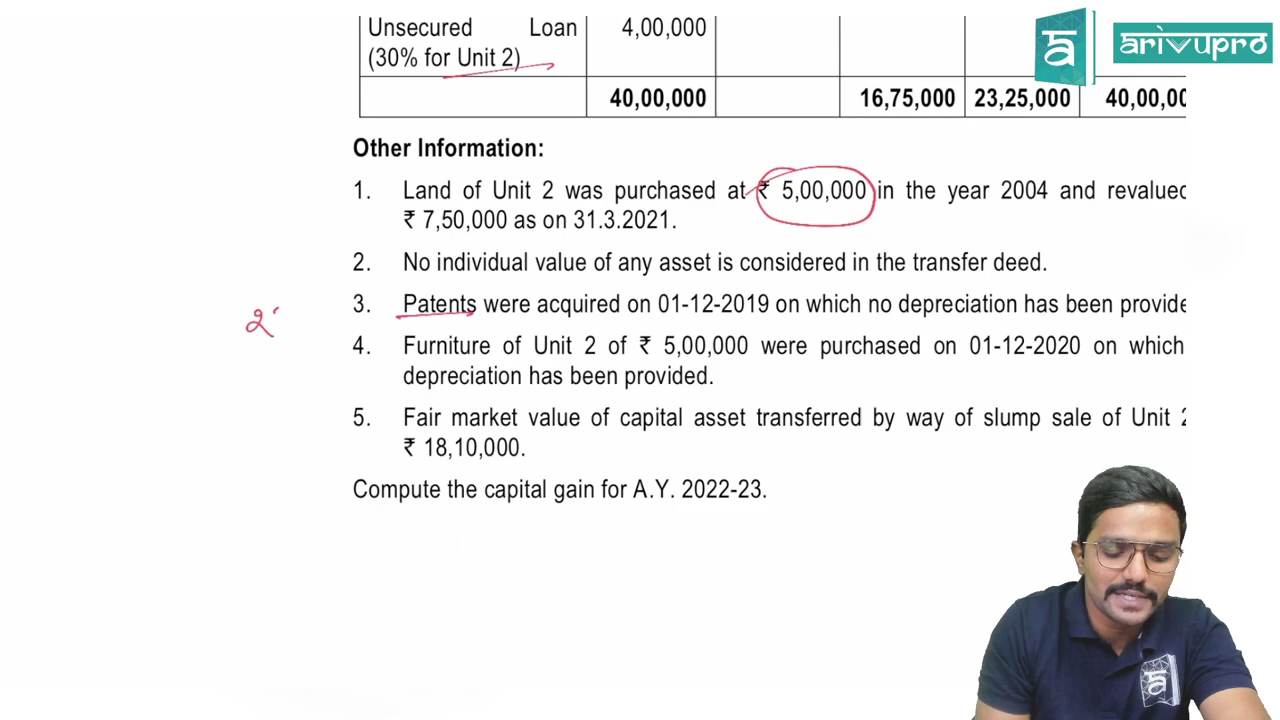 arivupro
Unsecured Loan 4,00,000
(30% for Unit 2)
40,00,000 16,75,000 23,25,000 40,00,00
Other Information:
1. Land of Unit 2 was purchased at ₹ 5,00,000 in the year 2004 and revalued
₹ 7,50,000 as on 31.3.2021.
2. No individual value of any asset is considered in the transfer deed.
3. Patents were acquired on 01-12-2019 on which no depreciation has been provide
2
4. Furniture of Unit 2 of ₹ 5,00,000 were purchased on 01-12-2020 on which
depreciation has been provided.
5. Fair market value of capital asset transferred by way of slump sale of Unit 2
₹ 18,10,000.
Compute the capital gain for A.Y. 2022-23.